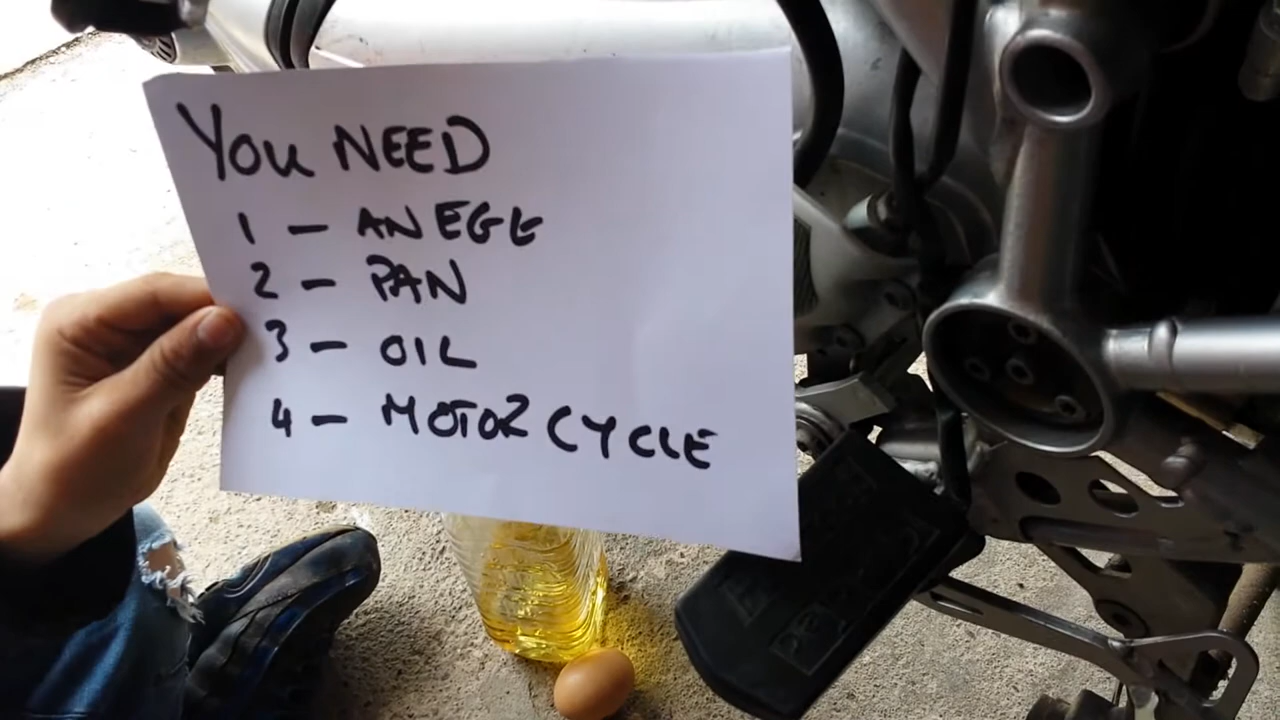 You NEED
1 - AN EGG
2 - PAN
3 - OIL
4 - MOTORCYCLE